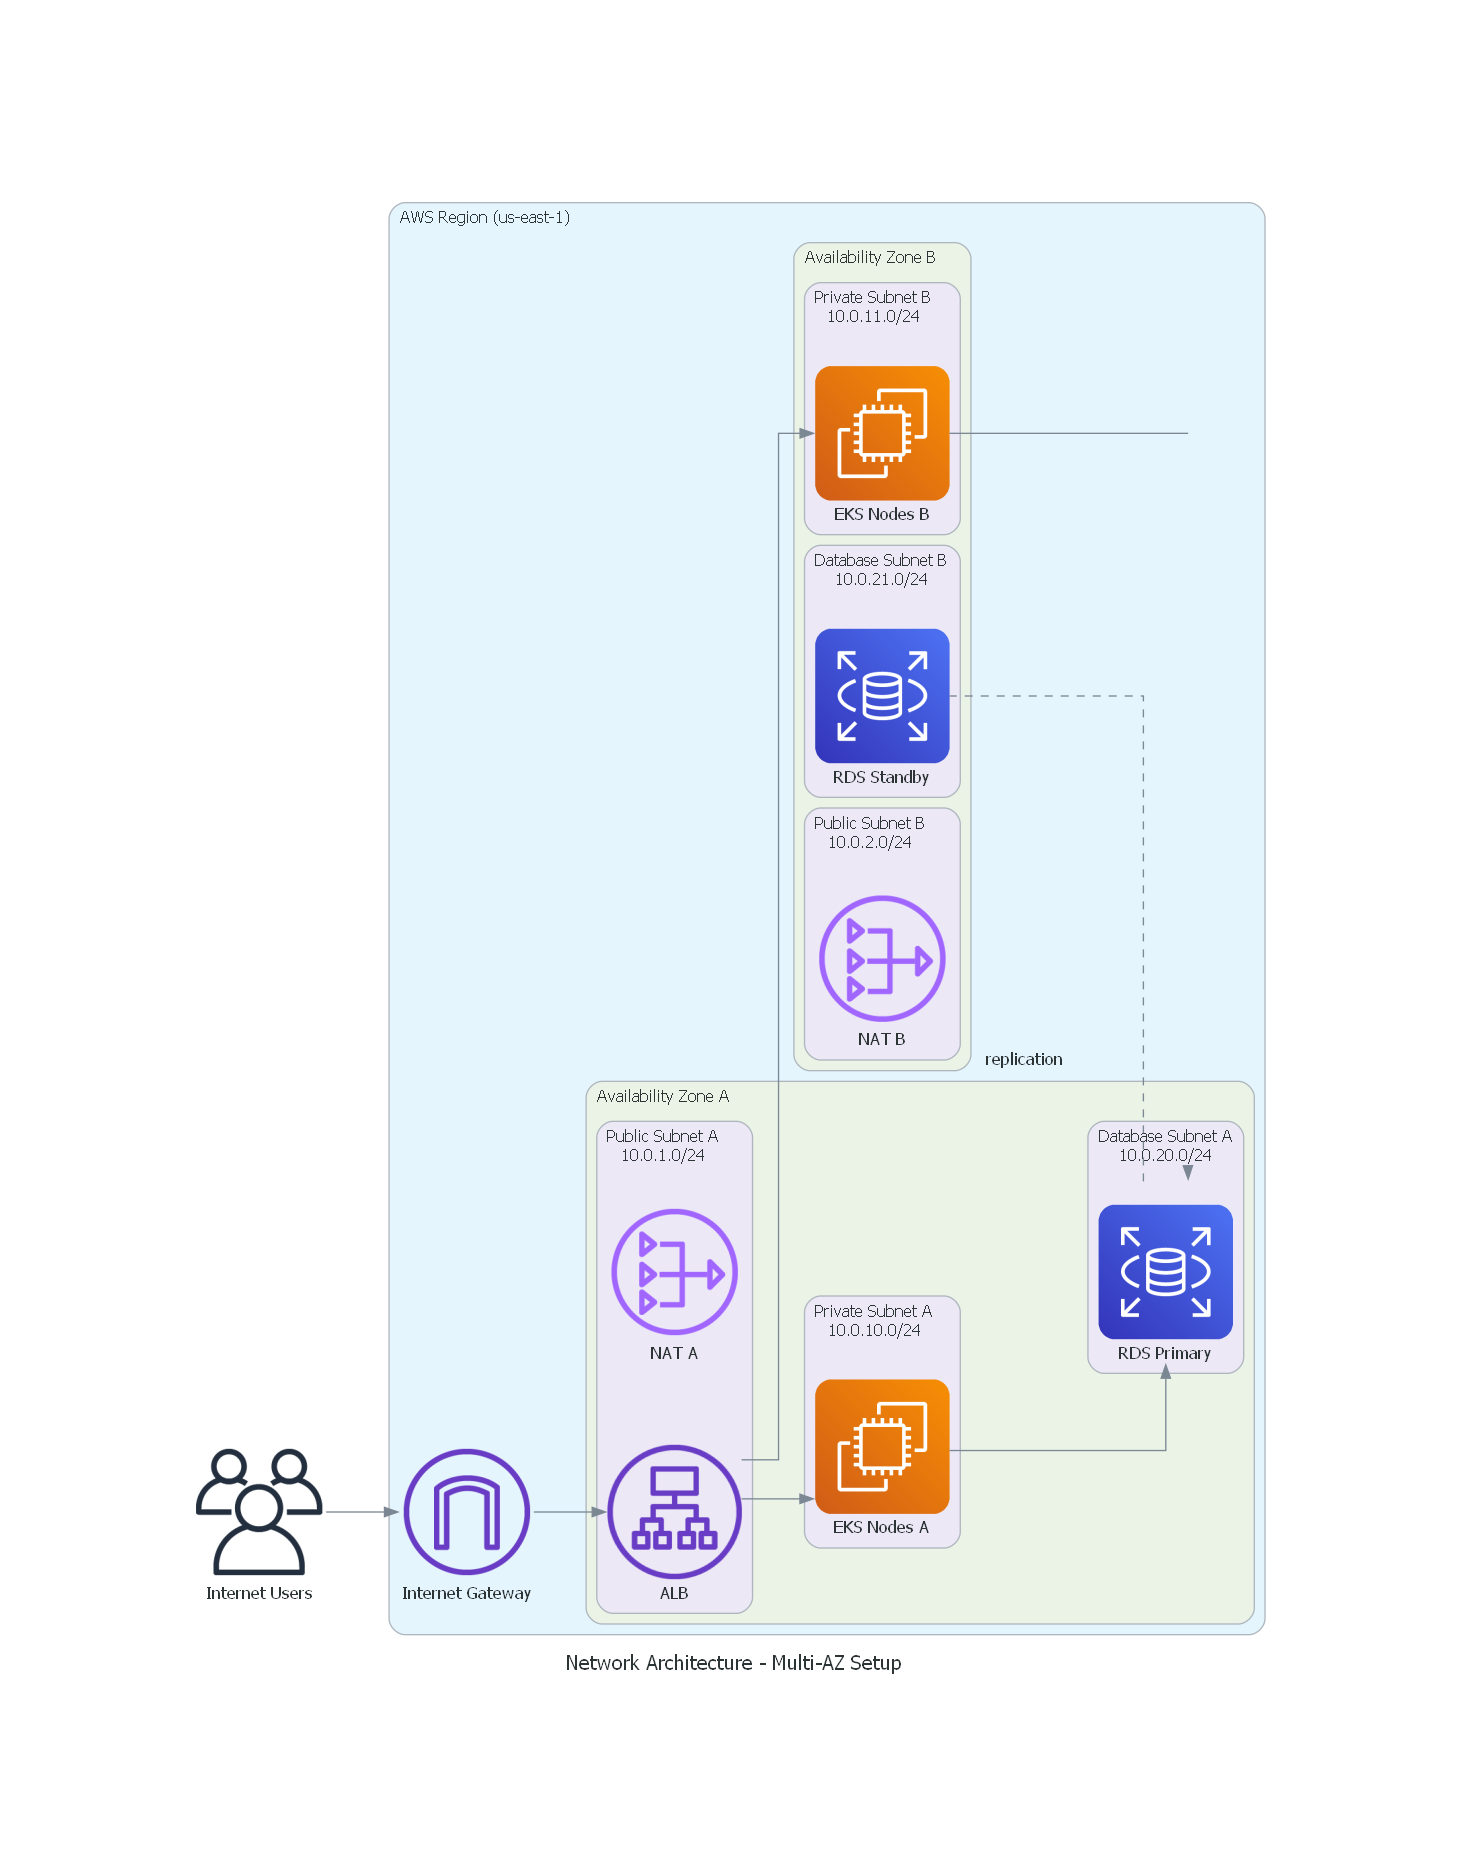 AWS Region (us-east-1)
Availability Zone B
Private Subnet B
10.0.11.0/24
EKS Nodes B
Database Subnet B
10.0.21.0/24
RDS Standby
Public Subnet B
10.0.2.0/24
NAT B
replication
Availability Zone A
Public Subnet A
10.0.1.0/24
NAT A
Database Subnet A
10.0.20.0/24
RDS Primary
Private Subnet A
10.0.10.0/24
EKS Nodes A
Internet Users
Internet Gateway
ALB
Network Architecture - Multi-AZ Setup